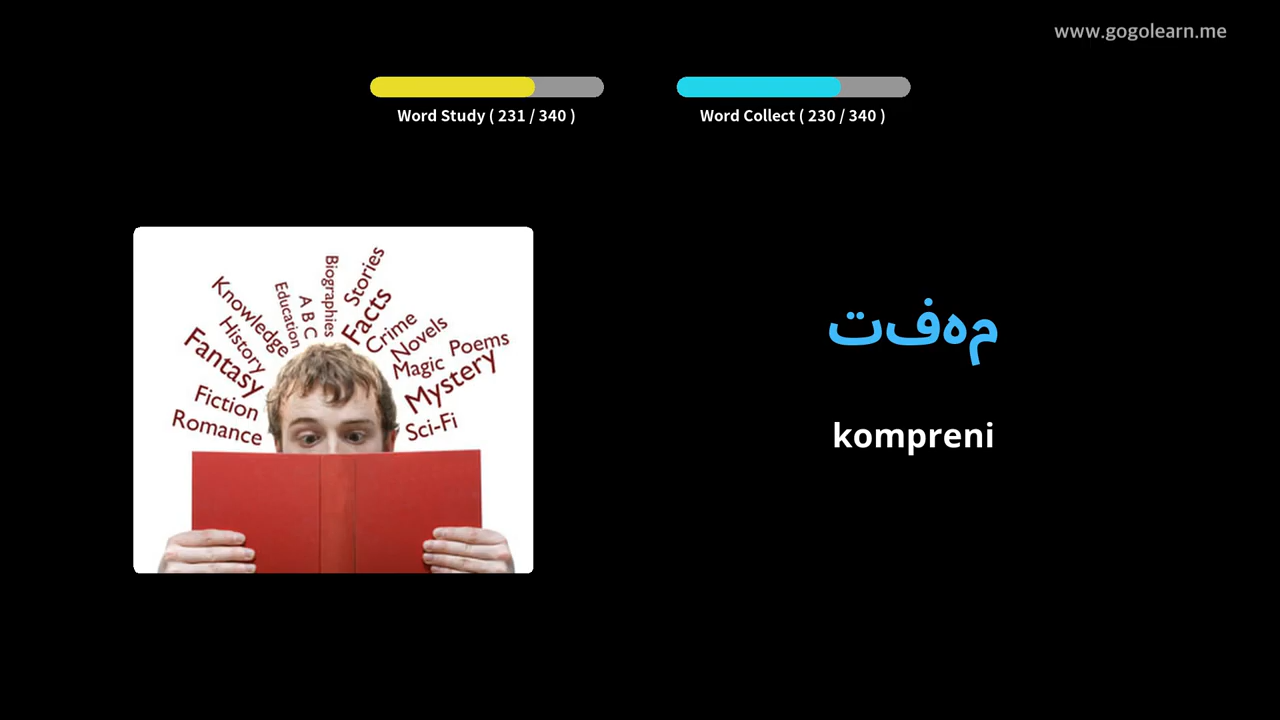 www.gogolearn.me
Word Study ( 231 / 340 )
Word Collect ( 230 / 340 )
Knowledge
History
Fantasy
Fiction
Romance
Education
A B C
Biographies
Stories
Facts
Crime
Novels
Magic
Poems
Mystery
Sci-Fi
مهفت
kompreni